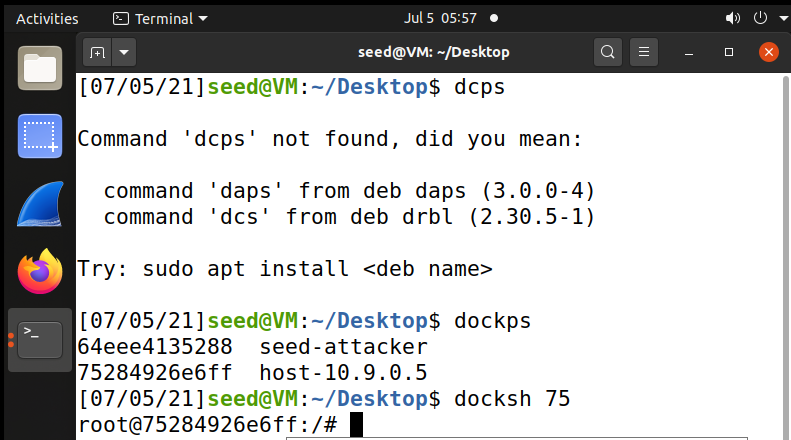 Activities
Terminal
Jul 5 05:57
seed@VM: ~/Desktop
[07/05/21]seed@VM:~/Desktop$ dcps
Command 'dcps' not found, did you mean:
  command 'daps' from deb daps (3.0.0-4)
  command 'dcs' from deb drbl (2.30.5-1)
Try: sudo apt install <deb name>
[07/05/21]seed@VM:~/Desktop$ dockps
64eee4135288  seed-attacker
75284926e6ff  host-10.9.0.5
[07/05/21]seed@VM:~/Desktop$ docksh 75
root@75284926e6ff:/#
>_